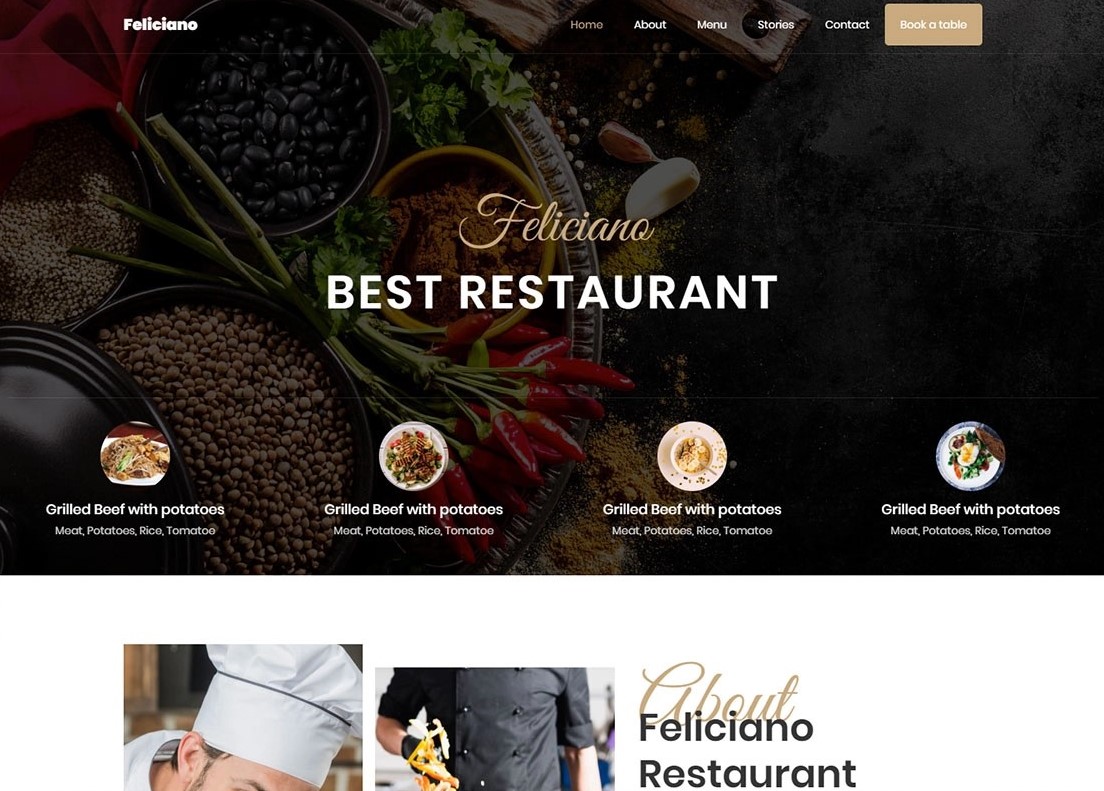 Feliciano
Home About Menu Stories Contact Book a table
Feliciano
BEST RESTAURANT
Grilled Beef with potatoes
Meat, Potatoes, Rice, Tomatoe
Grilled Beef with potatoes
Meat, Potatoes, Rice, Tomatoe
Grilled Beef with potatoes
Meat, Potatoes, Rice, Tomatoe
Grilled Beef with potatoes
Meat, Potatoes, Rice, Tomatoe
About
Feliciano
Restaurant